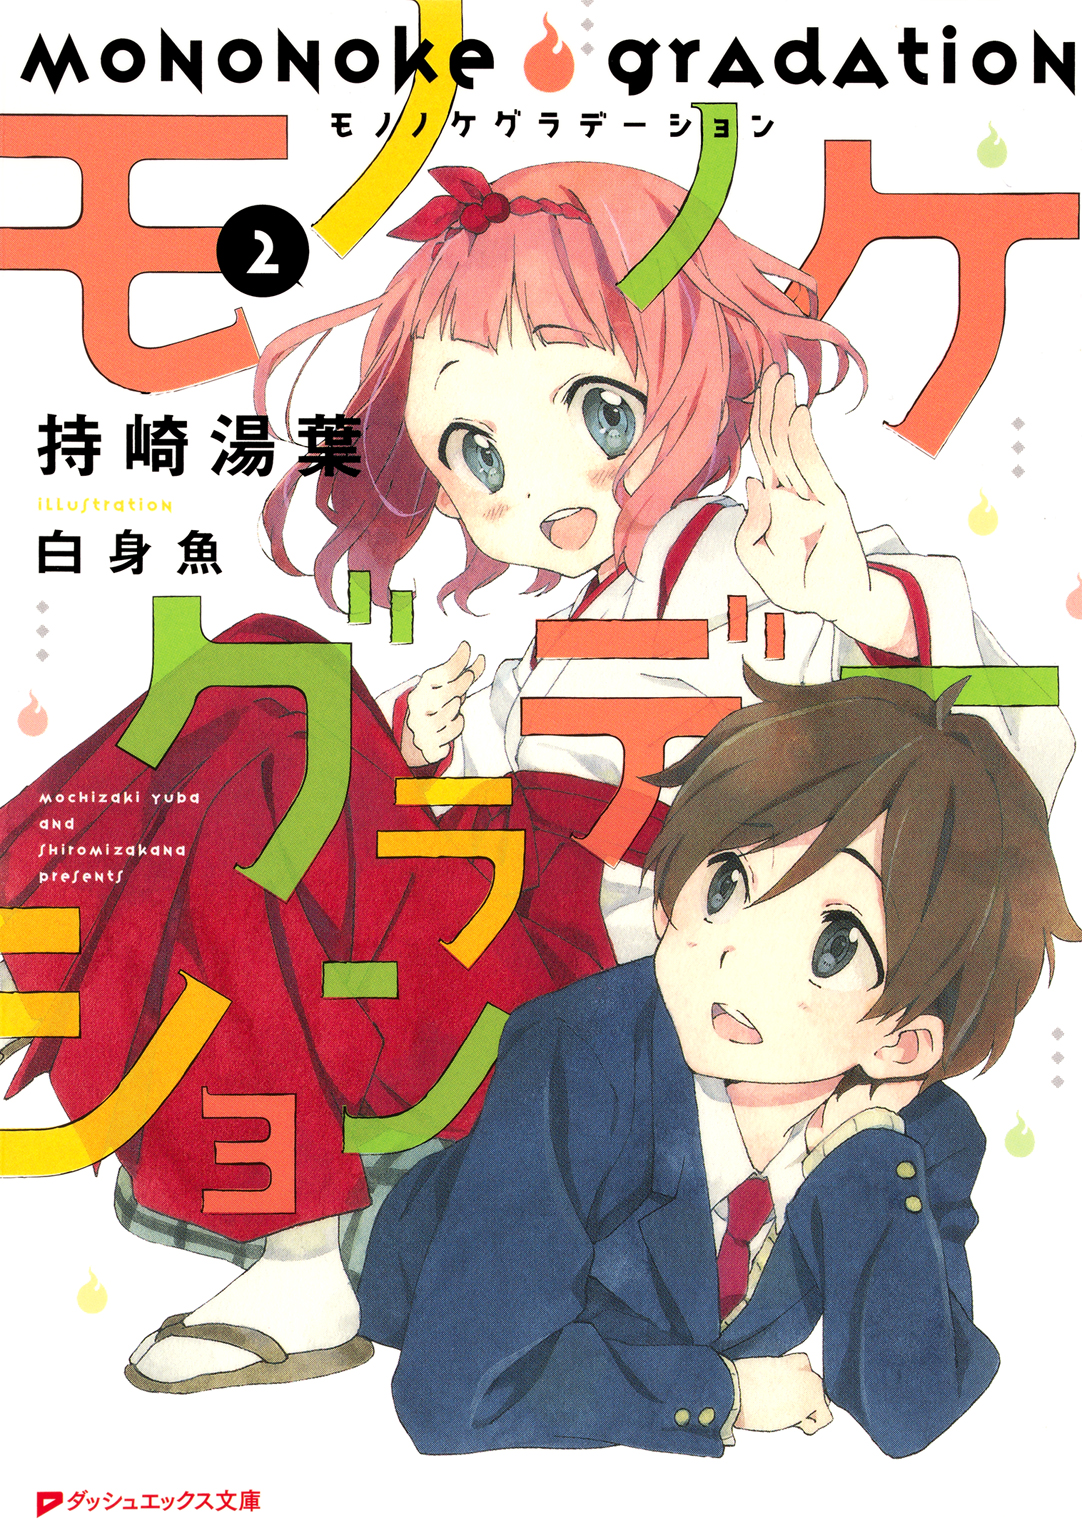 MONONOKE GRADATION
モノノケグラデーション
モノノケ
2
持崎湯葉
illustration
白身魚
グラデーション
Mochizaki Yuba
and
Shiromizakana
presents
ダッシュエックス文庫